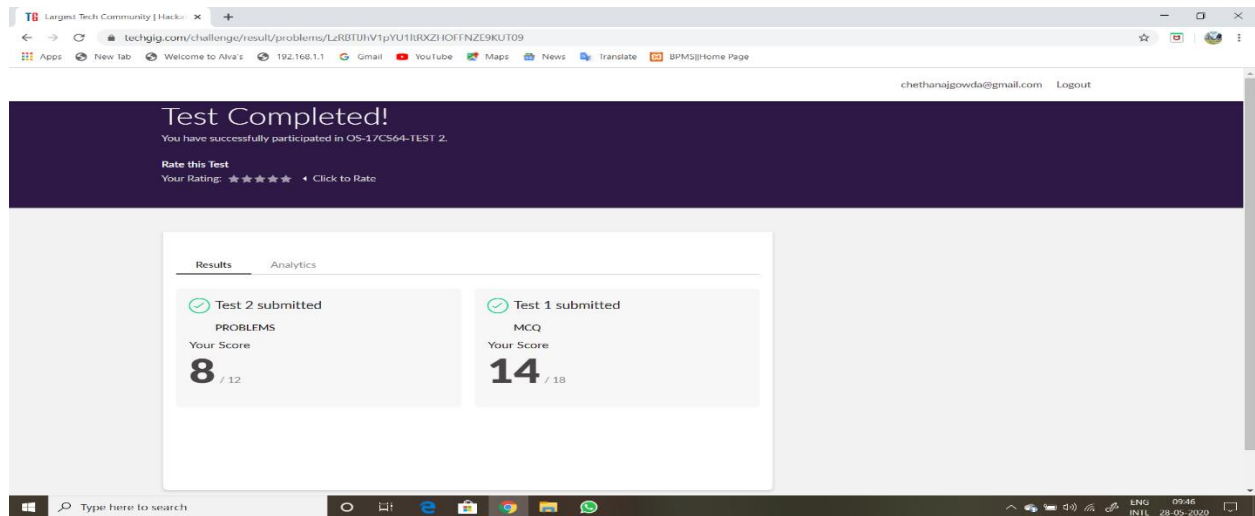 TG Largest Tech Community | Hacka
techgig.com/challenge/result/problems/
Apps New Tab Welcome to Alva's 192.168.1.1 Gmail YouTube Maps News Translate BPMS||Home Page
chethanajgowda@gmail.com Logout
Test Completed!
You have successfully participated in OS-17CS64-TEST 2.
Rate this Test
Your Rating: Click to Rate
Results Analytics
Test 2 submitted
PROBLEMS
Your Score
8 / 12
Test 1 submitted
MCQ
Your Score
14 / 18
Type here to search
ENG 09:46
INTL 28-05-2020